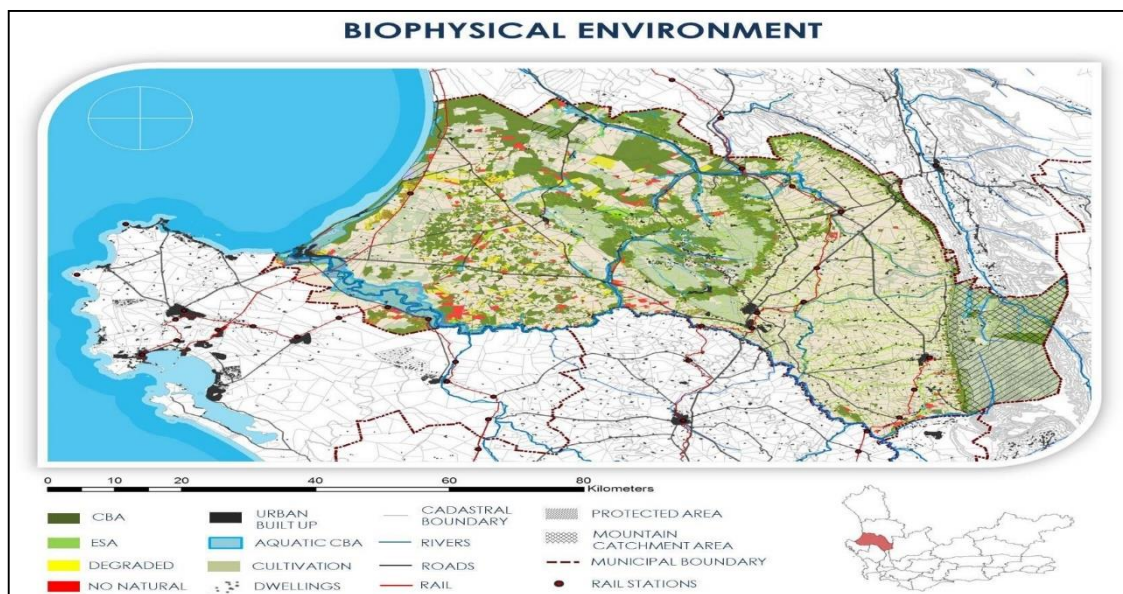 BIOPHYSICAL ENVIRONMENT
0 10 20 40 60 80
Kilometers
CBA
ESA
DEGRADED
NO NATURAL
URBAN
BUILT UP
AQUATIC CBA
CULTIVATION
DWELLINGS
CADASTRAL
BOUNDARY
RIVERS
ROADS
RAIL
PROTECTED AREA
MOUNTAIN
CATCHMENT AREA
MUNICIPAL BOUNDARY
RAIL STATIONS